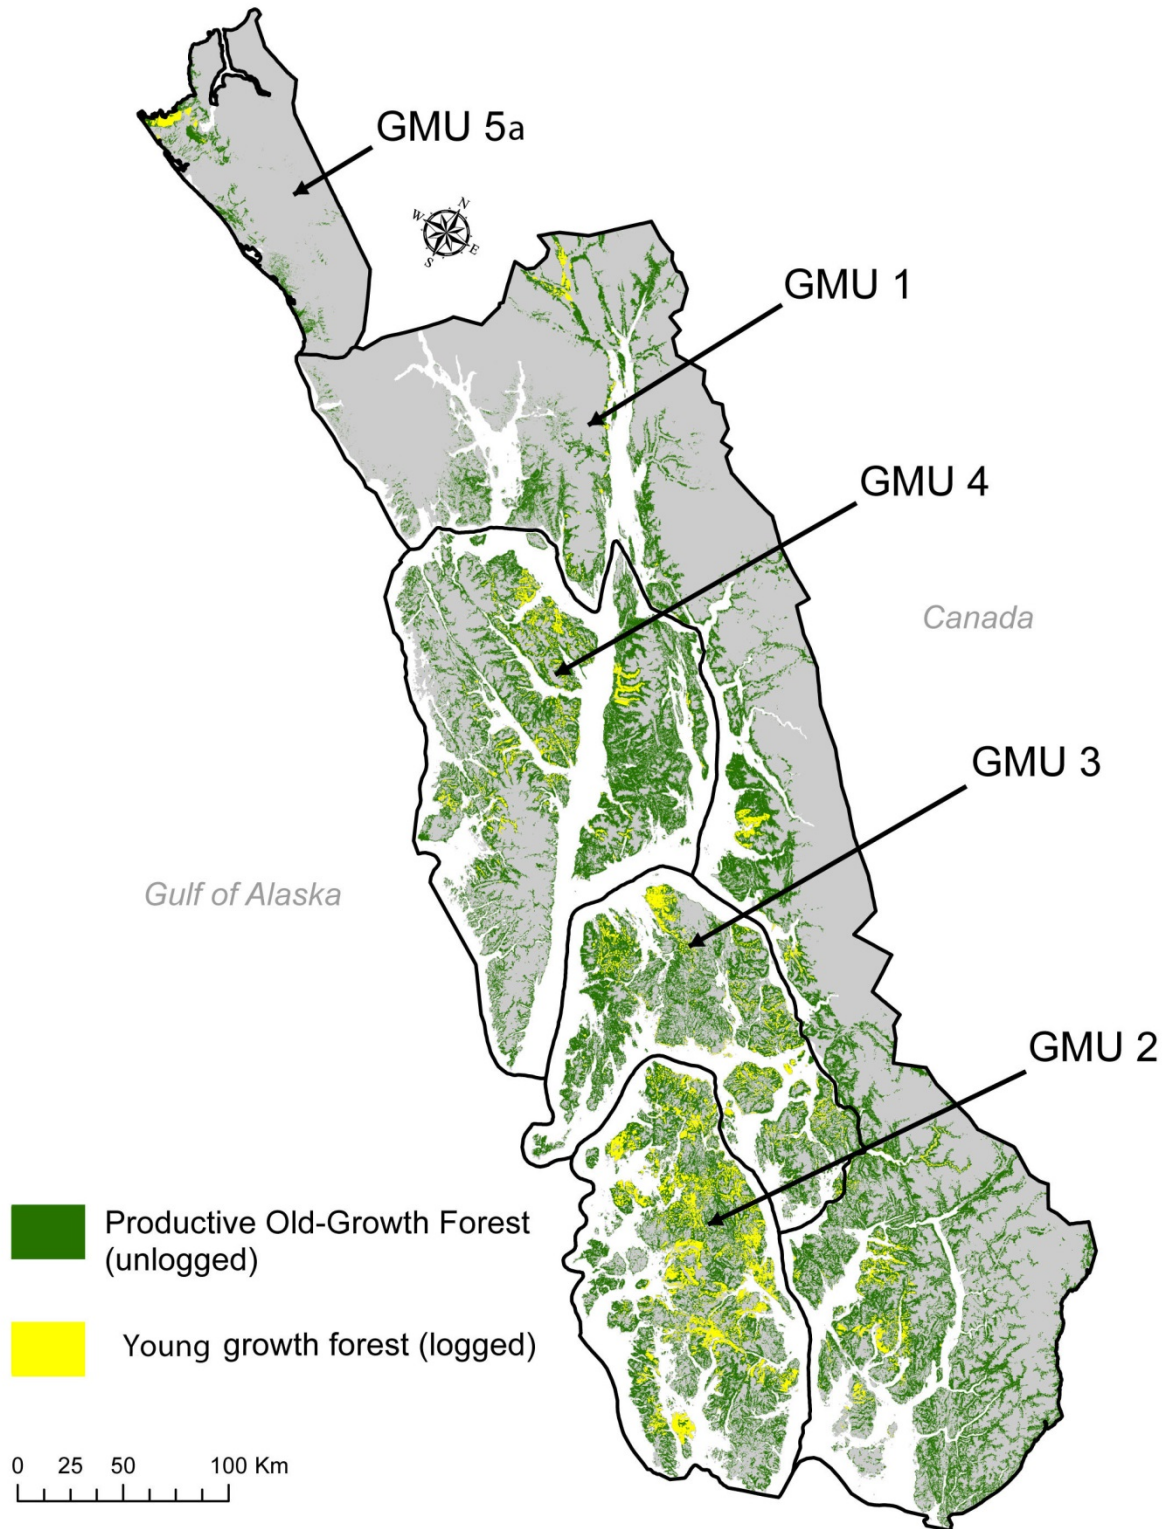 GMU 5a
N
W
E
S
GMU 1
GMU 4
Canada
GMU 3
Gulf of Alaska
GMU 2
Productive Old-Growth Forest
(unlogged)
Young growth forest (logged)
0 25 50 100 Km